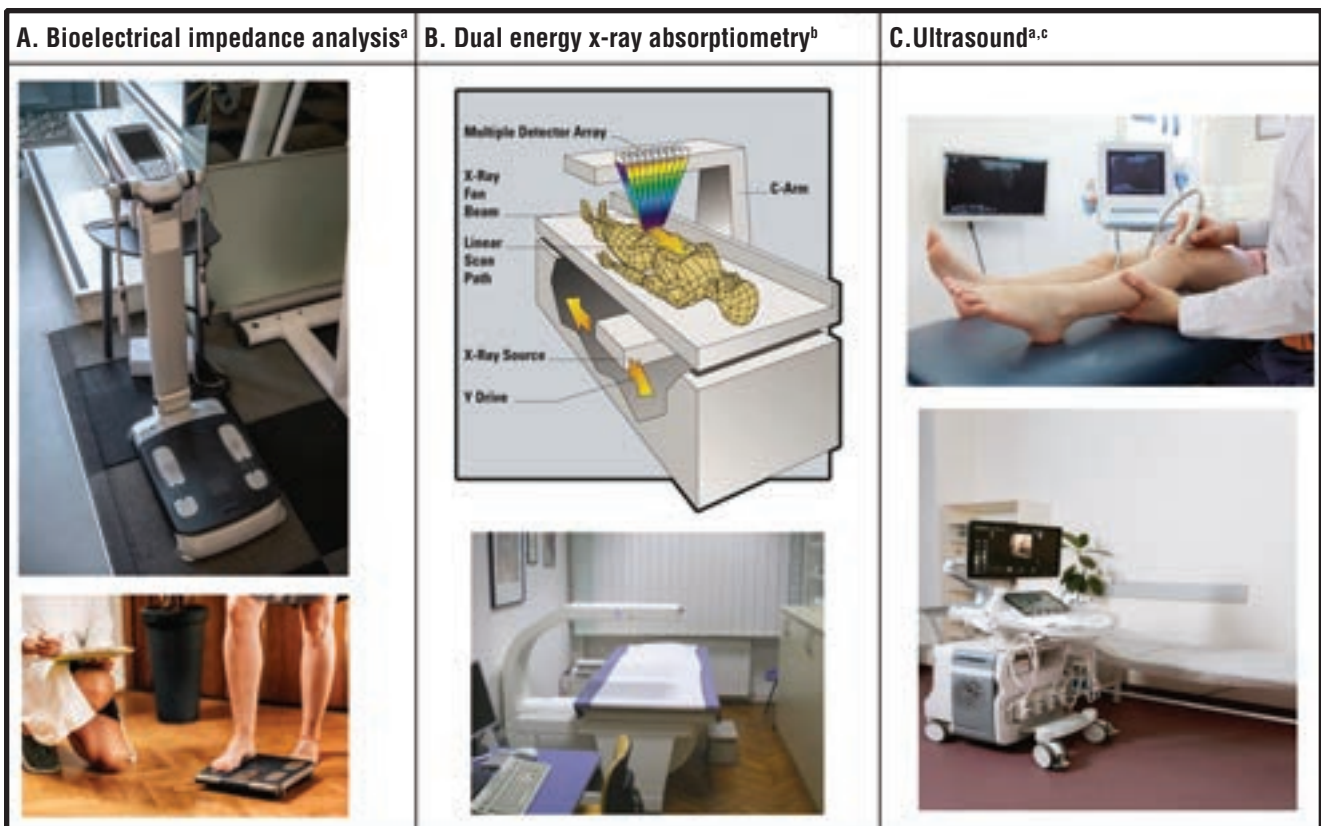 A. Bioelectrical impedance analysisᵃ
B. Dual energy x-ray absorptiometryᵇ
C.Ultrasoundᵃ,ᶜ
Multiple Detector Array
X-Ray
Fan
Beam
C-Arm
Linear
Scan
Path
X-Ray Source
Y Drive